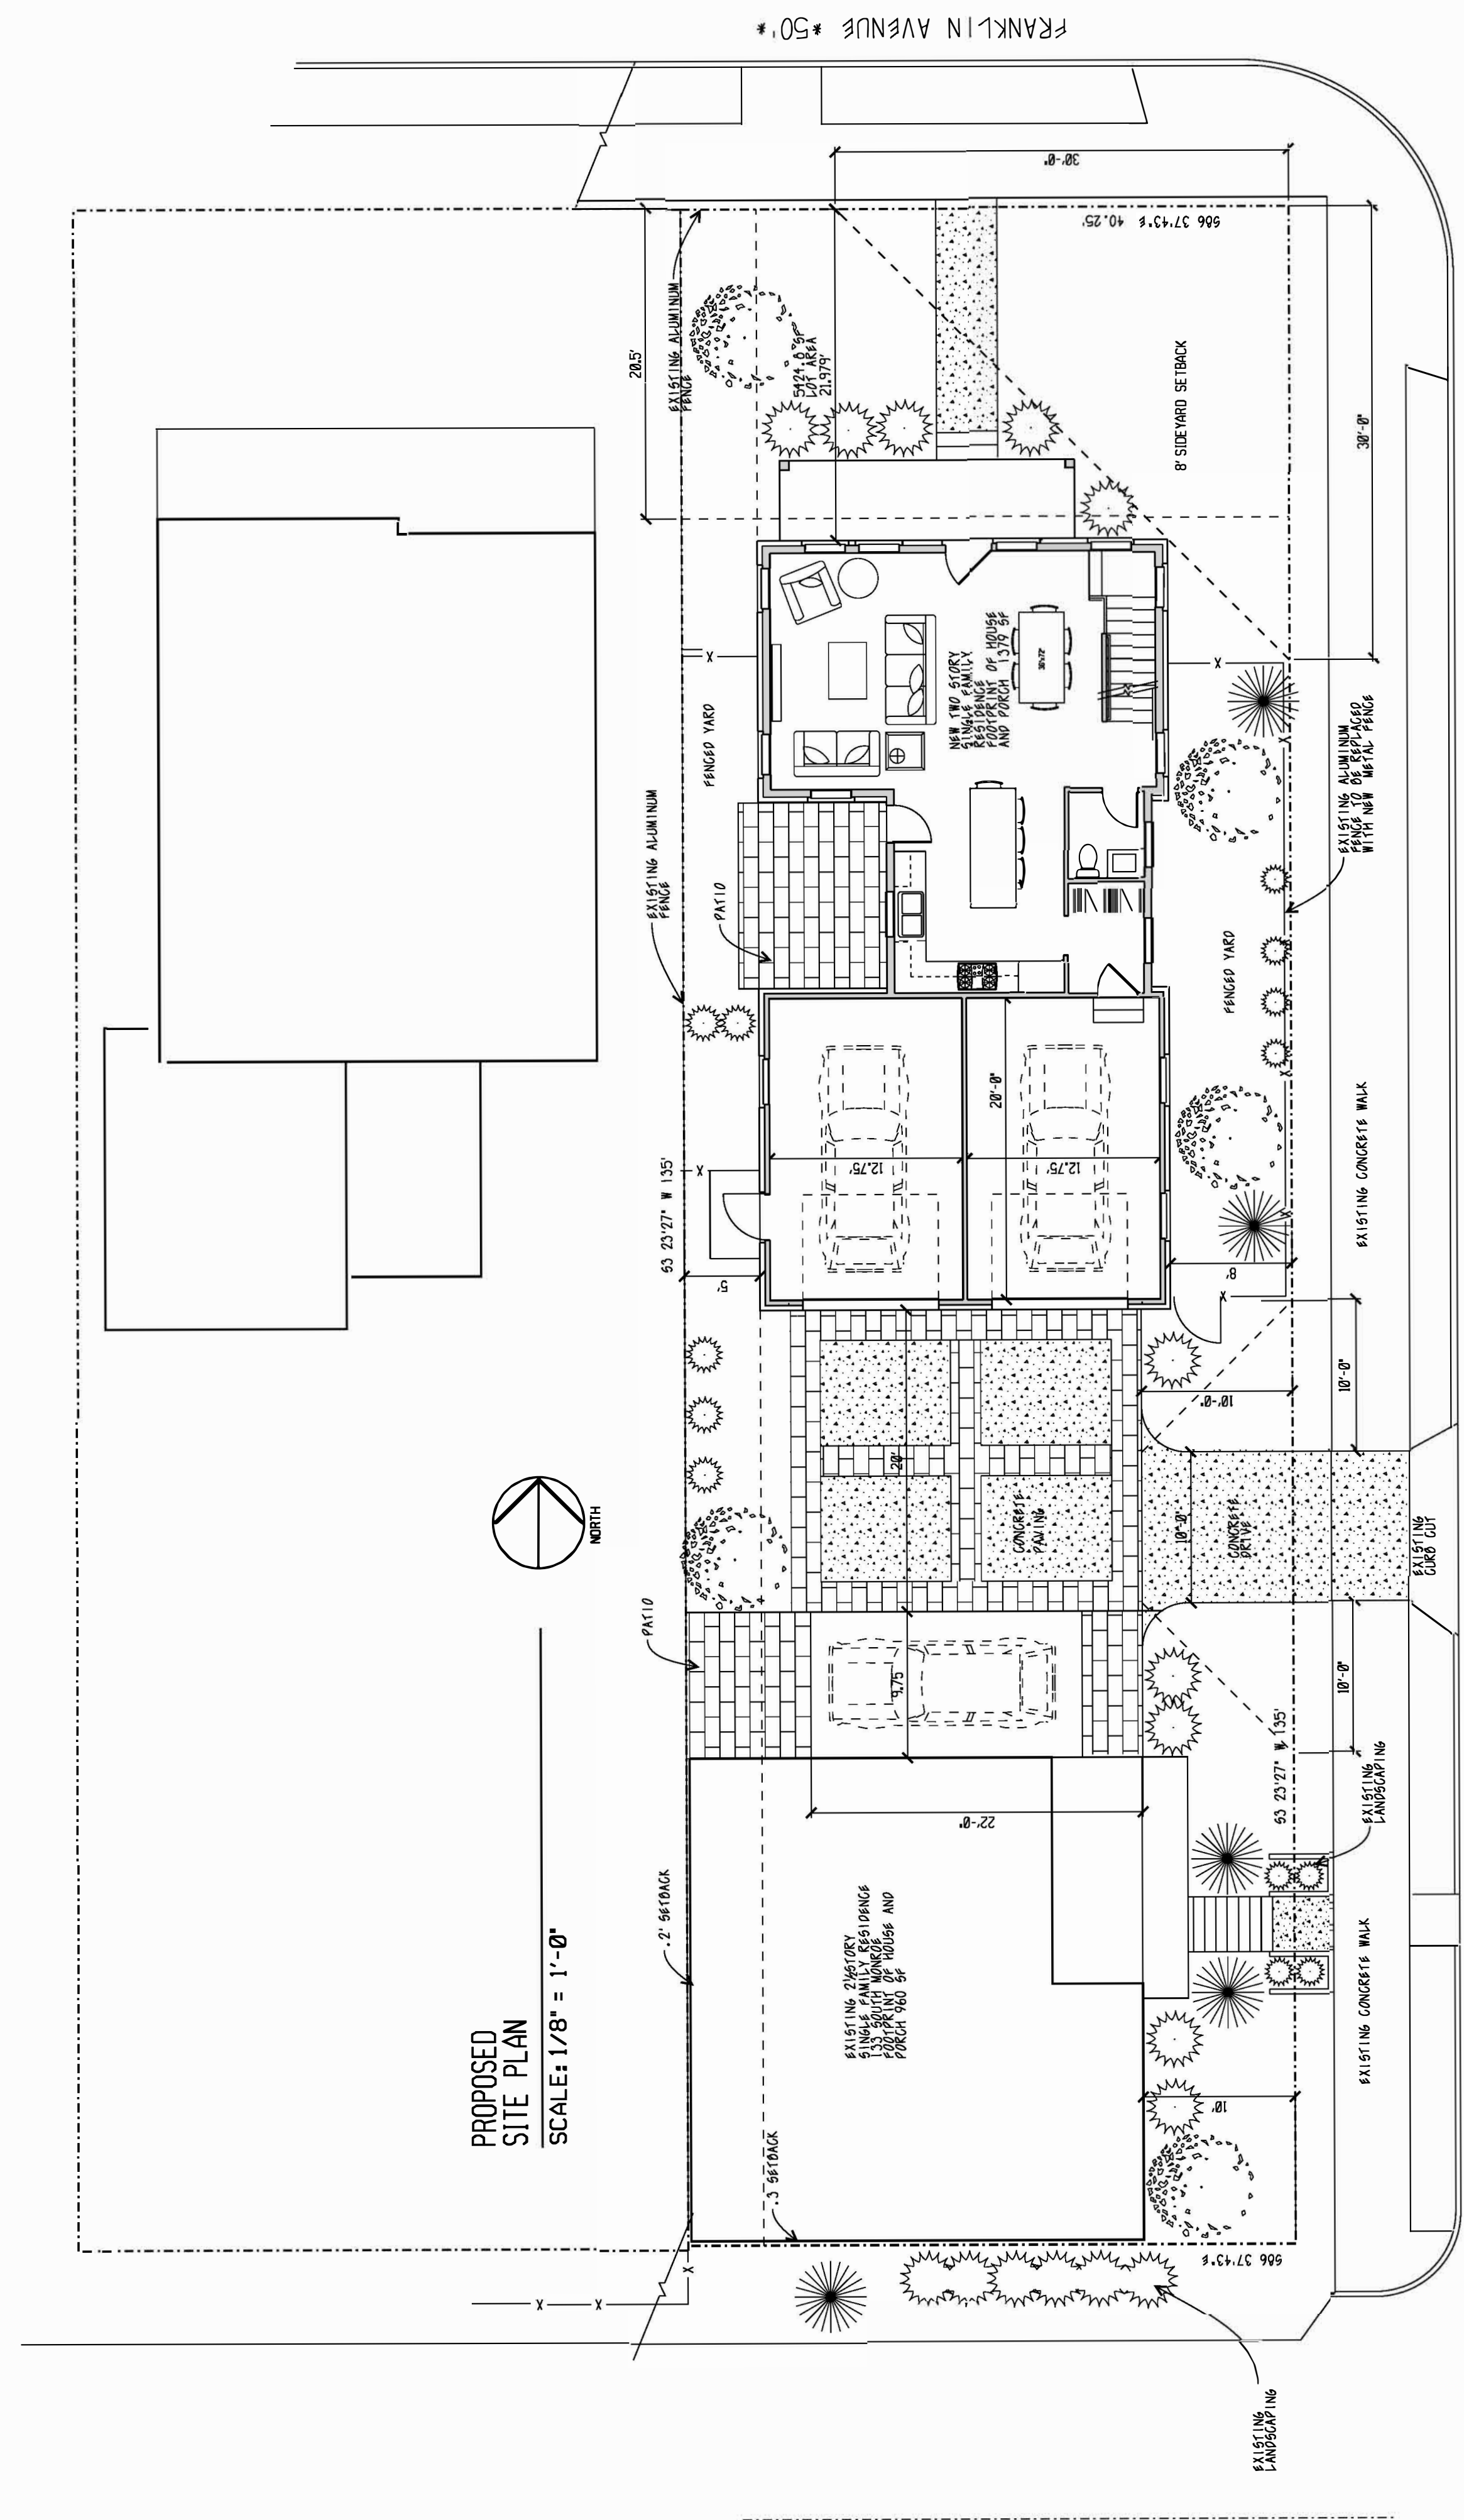 FRANKLIN AVENUE *50'*
30'-0"
S86 37'43"E 40.25'
20.5'
EXISTING ALUMINUM
FENCE
5424.8 SF
LOT AREA
21.979'
8' SIDEYARD SETBACK
30'-0"
NEW TWO STORY
SINGLE FAMILY
RESIDENCE
FOOTPRINT OF HOUSE
AND PORCH 1379 SF
30"x72"
X
X
FENCED YARD
EXISTING ALUMINUM
FENCE TO BE REPLACED
WITH NEW METAL FENCE
X
EXISTING ALUMINUM
FENCE
PATIO
FENCED YARD
X
20'-0"
12.75'
12.75'
EXISTING CONCRETE WALK
S3 23'27" W 135'
X
X
5'
8'
X
10'-0"
10'-0"
20'
NORTH
CONCRETE
PAVING
10'-0"
CONCRETE
DRIVE
EXISTING
CURB CUT
PATIO
9.75
10'-0"
S3 23'27" W 135'
22'-0"
EXISTING
LANDSCAPING
.2' SETBACK
EXISTING 2½STORY
SINGLE FAMILY RESIDENCE
133 SOUTH MONROE
FOOTPRINT OF HOUSE AND
PORCH 960 SF
EXISTING CONCRETE WALK
PROPOSED
SITE PLAN
SCALE: 1/8" = 1'-0"
10'
.3 SETBACK
S86 37'43"E
X
X
X
EXISTING
LANDSCAPING